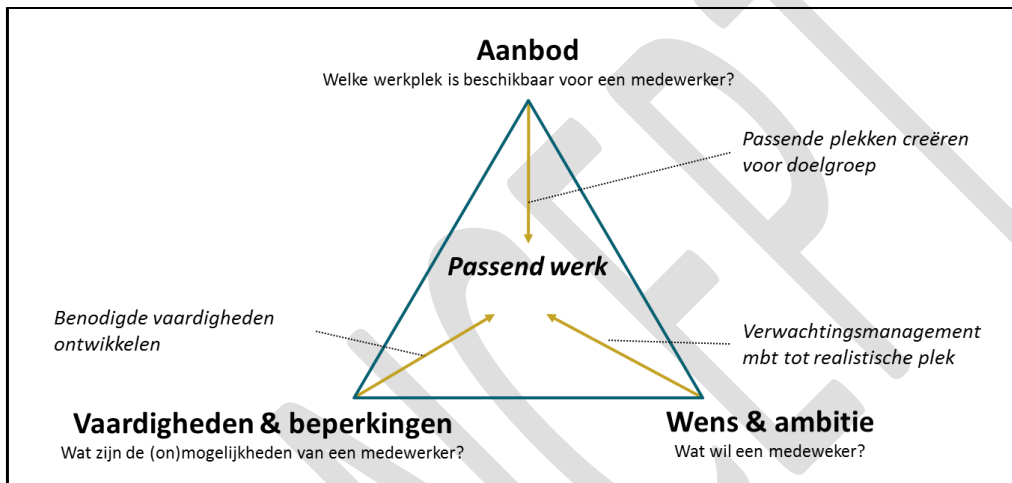 Aanbod
Welke werkplek is beschikbaar voor een medewerker?
Passende plekken creëren
voor doelgroep
Passend werk
Benodigde vaardigheden
ontwikkelen
Verwachtingsmanagement
mbt tot realistische plek
Vaardigheden & beperkingen
Wat zijn de (on)mogelijkheden van een medewerker?
Wens & ambitie
Wat wil een medeweker?
NCEPT